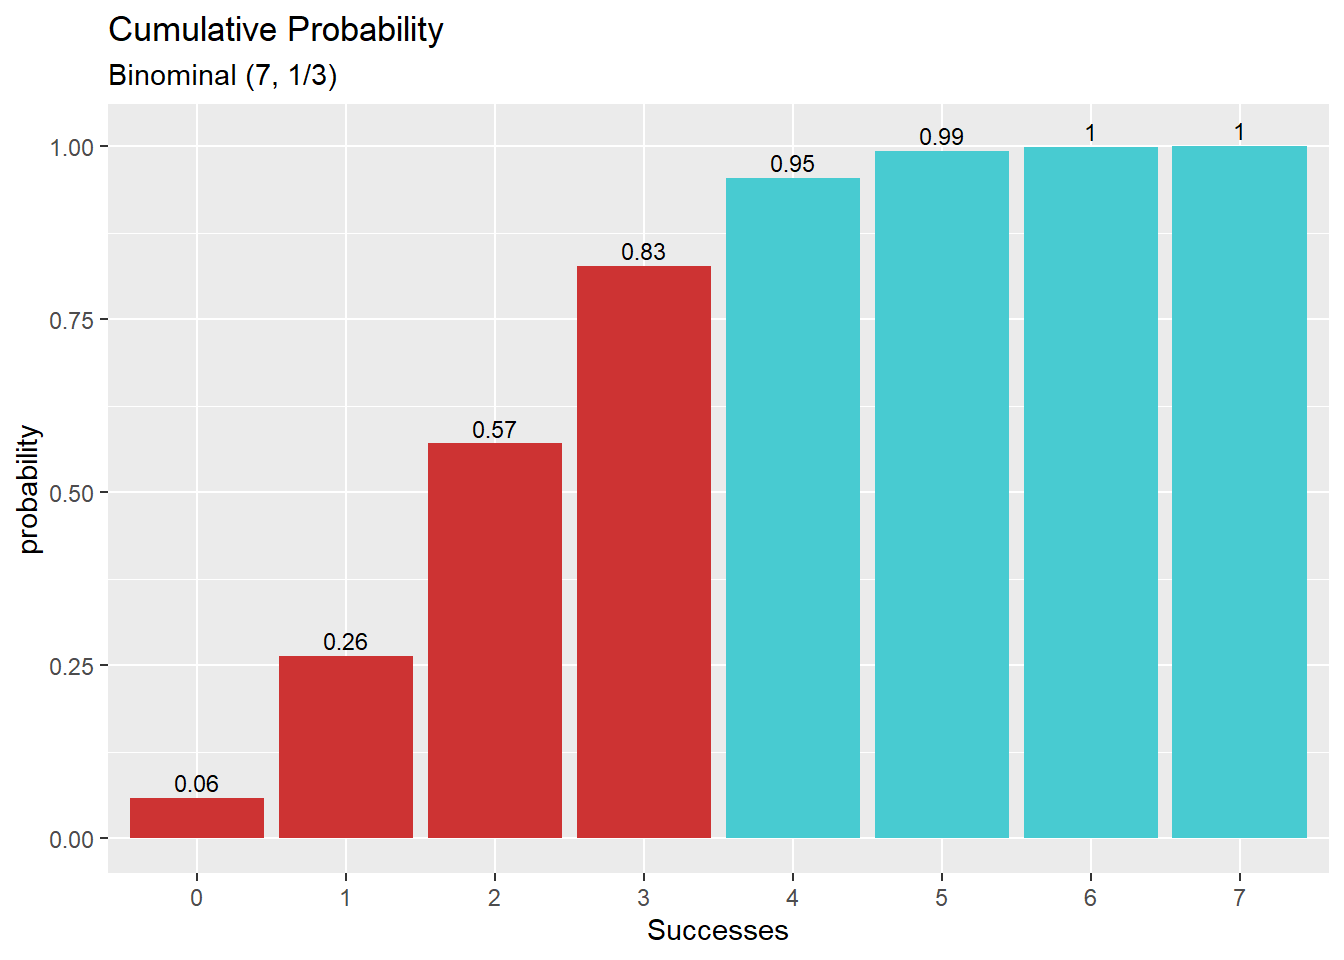 Cumulative Probability
Binominal (7, 1/3)
1.00
0.75
0.50
0.25
0.00
probability
0.06
0.26
0.57
0.83
0.95
0.99
1
1
0 1 2 3 4 5 6 7
Successes